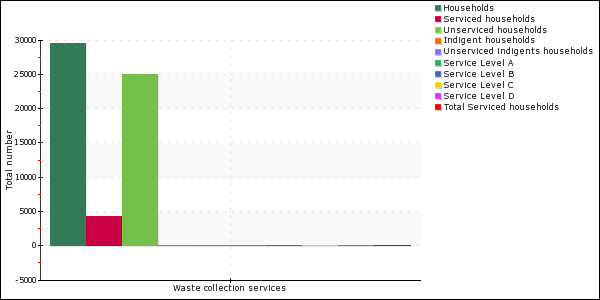 Households
Serviced households
Unserviced households
Indigent households
Unserviced indigents households
Service Level A
Service Level B
Service Level C
Service Level D
Total Serviced households
Total number
30000
25000
20000
15000
10000
5000
0
-5000
Waste collection services